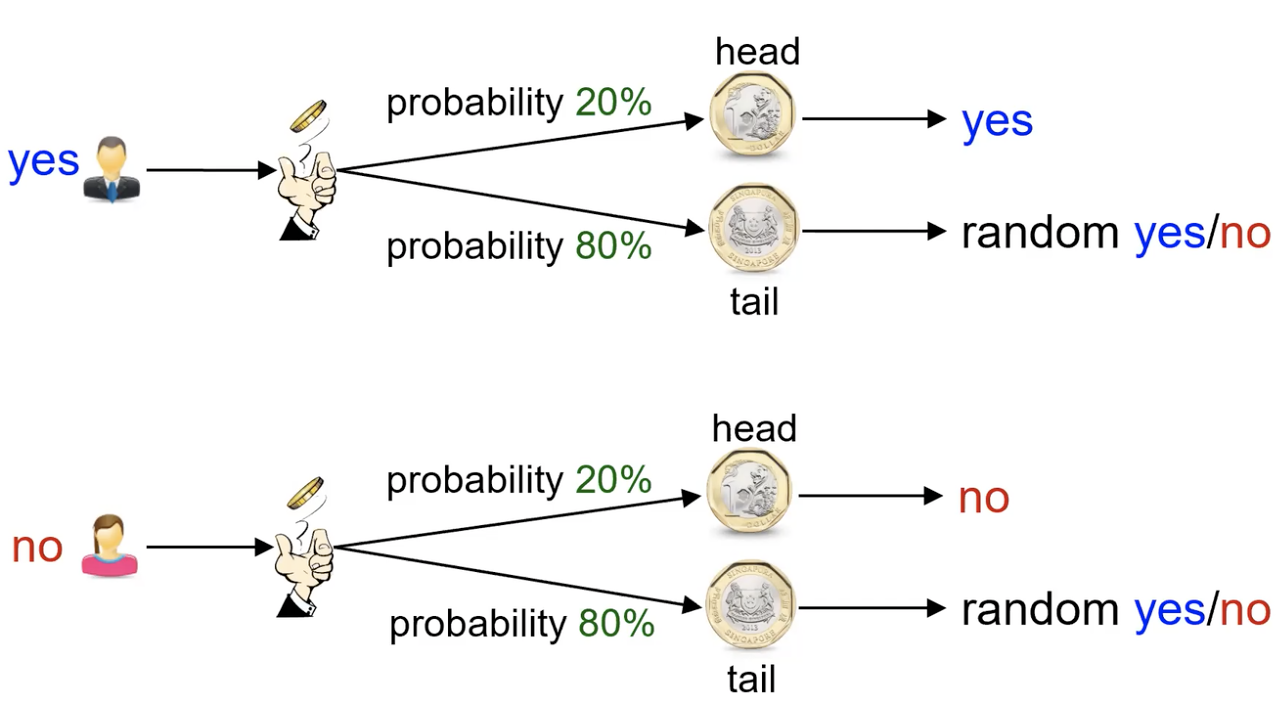 head
probability 20%
yes
yes
probability 80%
random yes/no
tail
head
probability 20%
no
no
probability 80%
random yes/no
tail